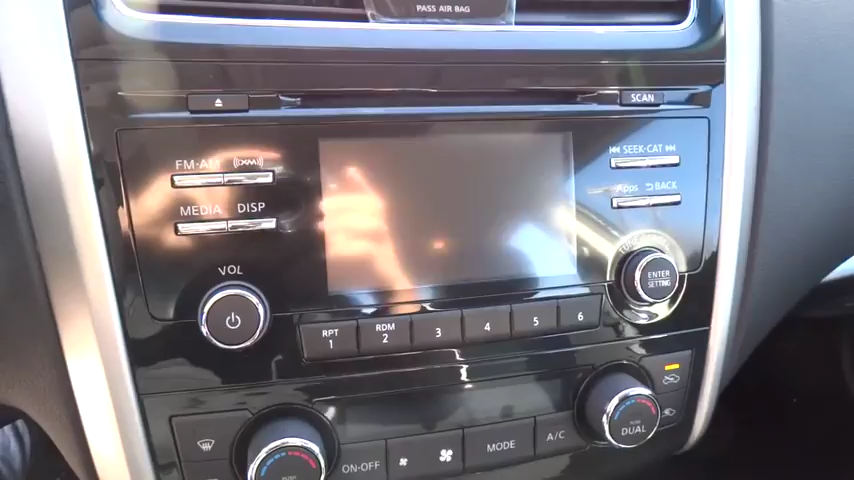 PASS AIR BAG
SCAN
FM·AM ((XM))
SEEK·CAT
MEDIA DISP
Apps BACK
VOL
ENTER
SETTING
RPT
1
RDM
2
3
4
5
6
ON·OFF
MODE
A/C
DUAL